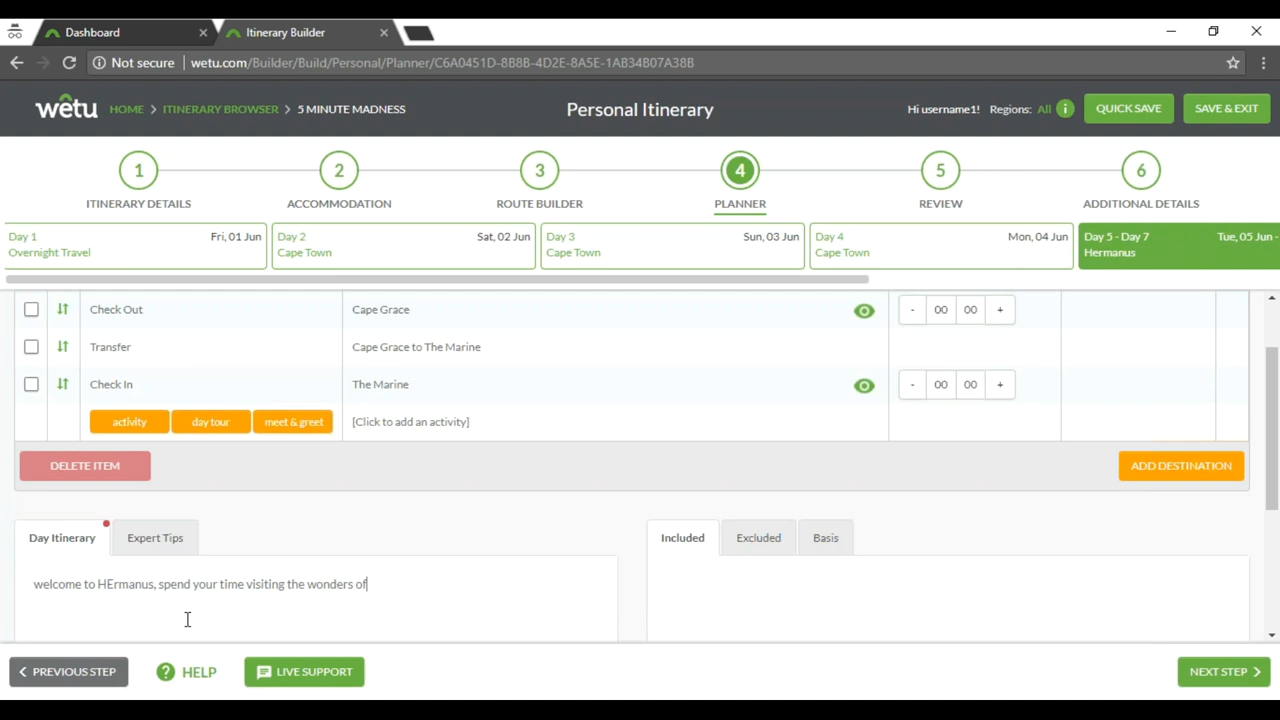 Dashboard
Itinerary Builder
Not secure wetu.com/Builder/Build/Personal/Planner/C6A0451D-8B8B-4D2E-8A5E-1AB34B07A38B
wetu HOME > ITINERARY BROWSER > 5 MINUTE MADNESS Personal Itinerary Hi username1! Regions: All i QUICK SAVE SAVE & EXIT
1 2 3 4 5 6
ITINERARY DETAILS ACCOMMODATION ROUTE BUILDER PLANNER REVIEW ADDITIONAL DETAILS
Day 1 Fri, 01 Jun Day 2 Sat, 02 Jun Day 3 Sun, 03 Jun Day 4 Mon, 04 Jun Day 5 - Day 7 Tue, 05 Jun -
Overnight Travel Cape Town Cape Town Cape Town Hermanus
Check Out Cape Grace - 00 00 +
Transfer Cape Grace to The Marine
Check In The Marine - 00 00 +
activity day tour meet & greet [Click to add an activity]
DELETE ITEM ADD DESTINATION
Day Itinerary Expert Tips Included Excluded Basis
welcome to HErmanus, spend your time visiting the wonders of
PREVIOUS STEP ? HELP LIVE SUPPORT NEXT STEP